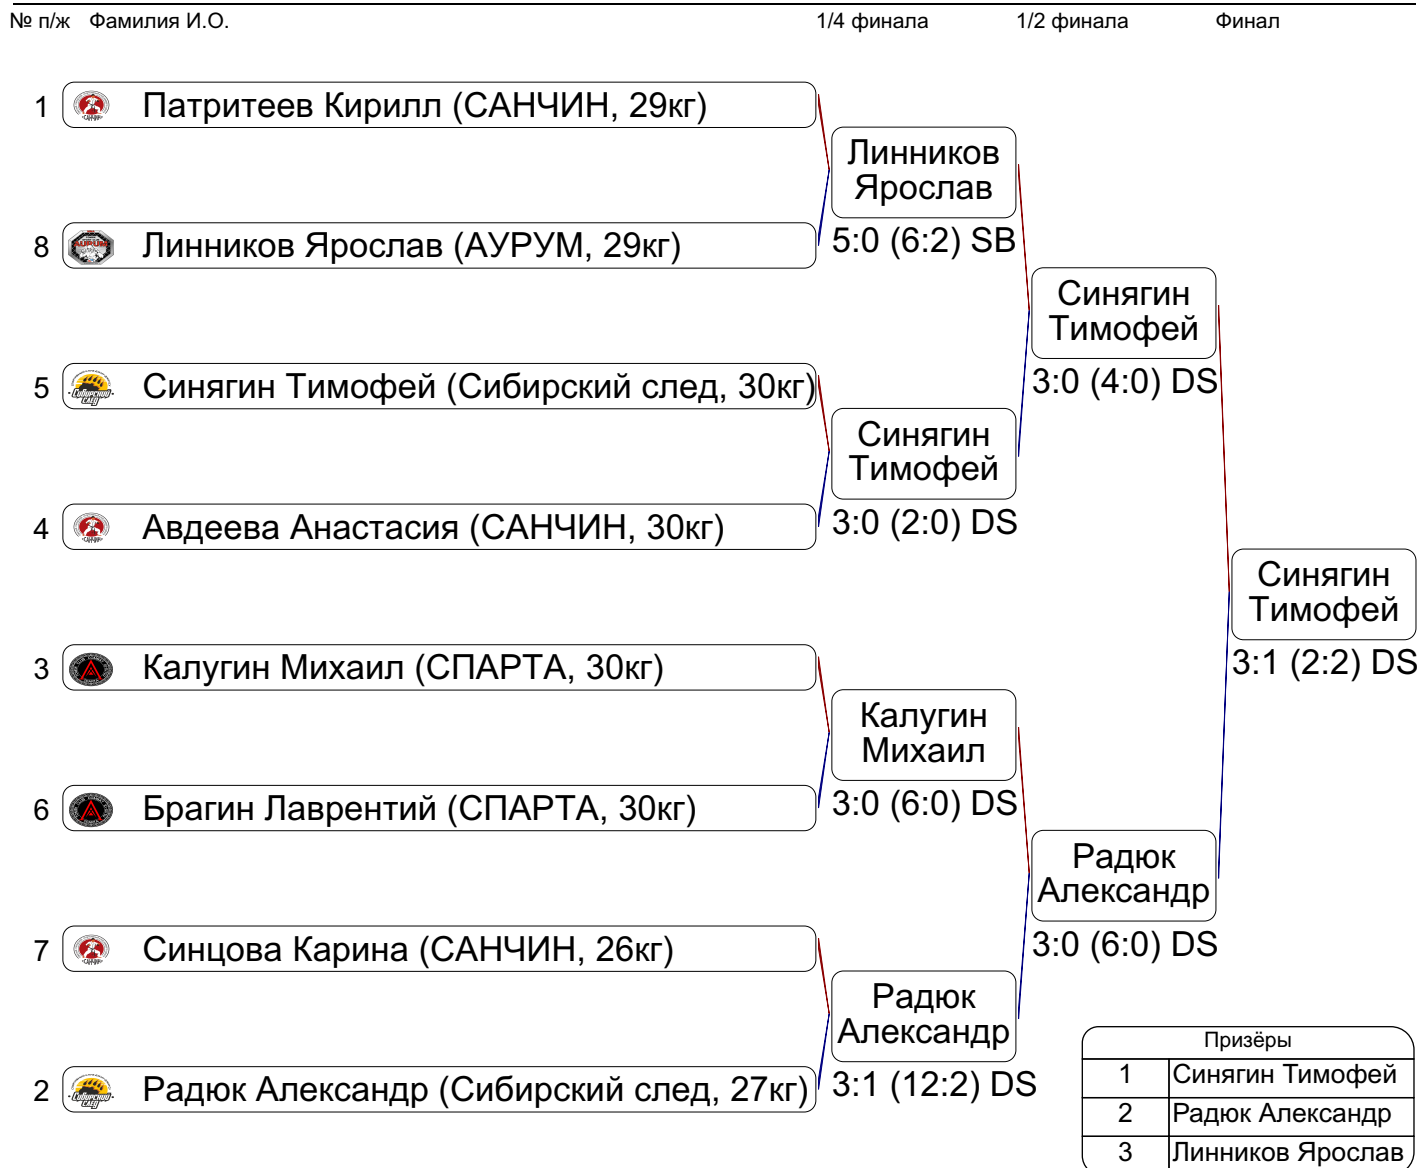 № п/ж Фамилия И.О. 1/4 финала 1/2 финала Финал
1 Патритеев Кирилл (САНЧИН, 29кг)
Линников
Ярослав
8 AURUM Линников Ярослав (АУРУМ, 29кг)
5:0 (6:2) SB
Синягин
Тимофей
5 Сибирский след Синягин Тимофей (Сибирский след, 30кг)
3:0 (4:0) DS
Синягин
Тимофей
4 Авдеева Анастасия (САНЧИН, 30кг)
3:0 (2:0) DS
Синягин
Тимофей
3:1 (2:2) DS
3 Калугин Михаил (СПАРТА, 30кг)
Калугин
Михаил
6 Брагин Лаврентий (СПАРТА, 30кг)
3:0 (6:0) DS
Радюк
Александр
3:0 (6:0) DS
7 Синцова Карина (САНЧИН, 26кг)
Радюк
Александр
2 Сибирский след Радюк Александр (Сибирский след, 27кг)
3:1 (12:2) DS
Призёры
1 Синягин Тимофей
2 Радюк Александр
3 Линников Ярослав